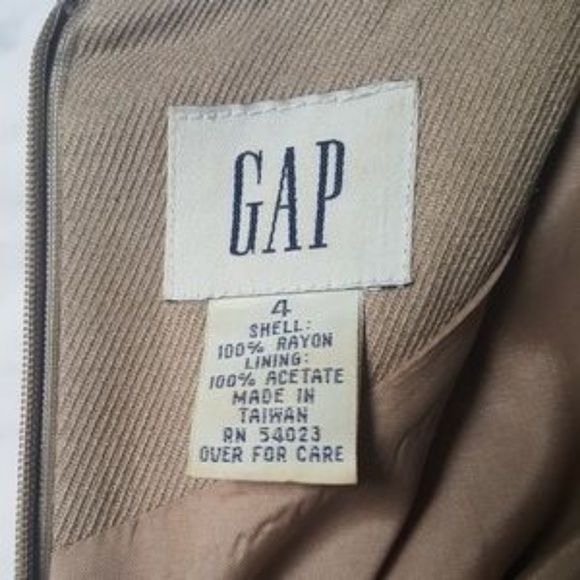 GAP
4
SHELL:
100% RAYON
LINING:
100% ACETATE
MADE IN
TAIWAN
RN 54023
OVER FOR CARE